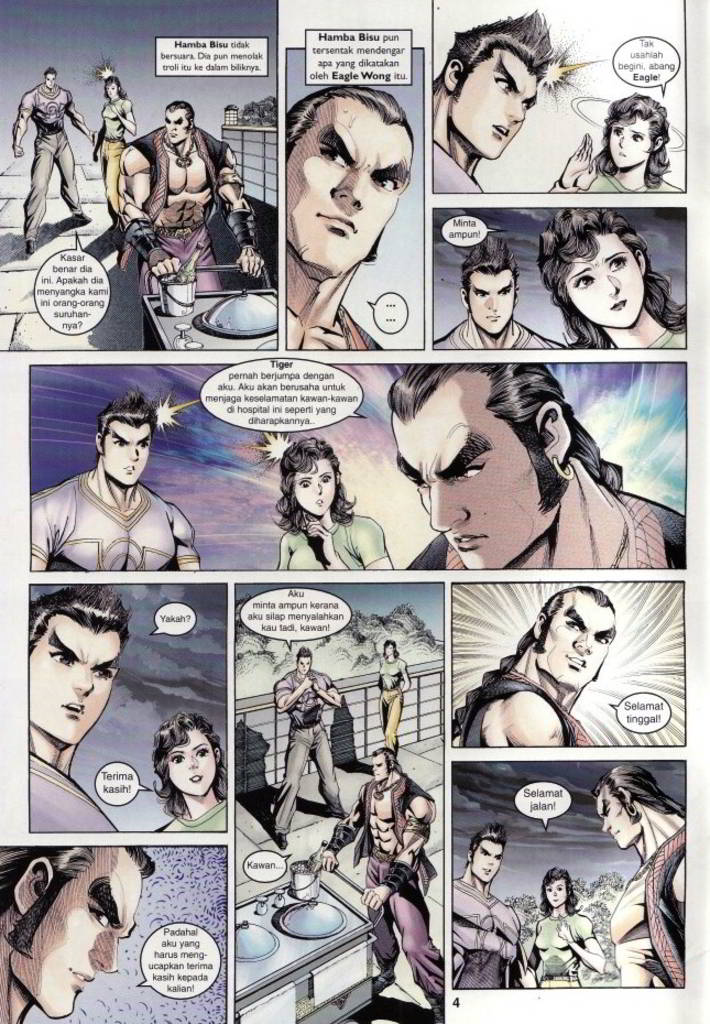 Hamba Bisu tidak
bersuara. Dia pun menolak
troli itu ke dalam biliknya.
Kasar
benar dia
ini. Apakah dia
menyangka kami
ini orang-orang
suruhan-
nya?
Hamba Bisu pun
tersentak mendengar
apa yang dikatakan
oleh Eagle Wong itu.
...
...
Tak
usahlah
begini, abang
Eagle!
Minta
ampun!
Tiger
pernah berjumpa dengan
aku. Aku akan berusaha untuk
menjaga keselamatan kawan-kawan
di hospital ini seperti yang
diharapkannya..
Yakah?
Terima
kasih!
Aku
minta ampun kerana
aku silap menyalahkan
kau tadi, kawan!
Kawan...
Selamat
tinggal!
Padahal
aku yang
harus meng-
ucapkan terima
kasih kepada
kalian!
Selamat
jalan!
4